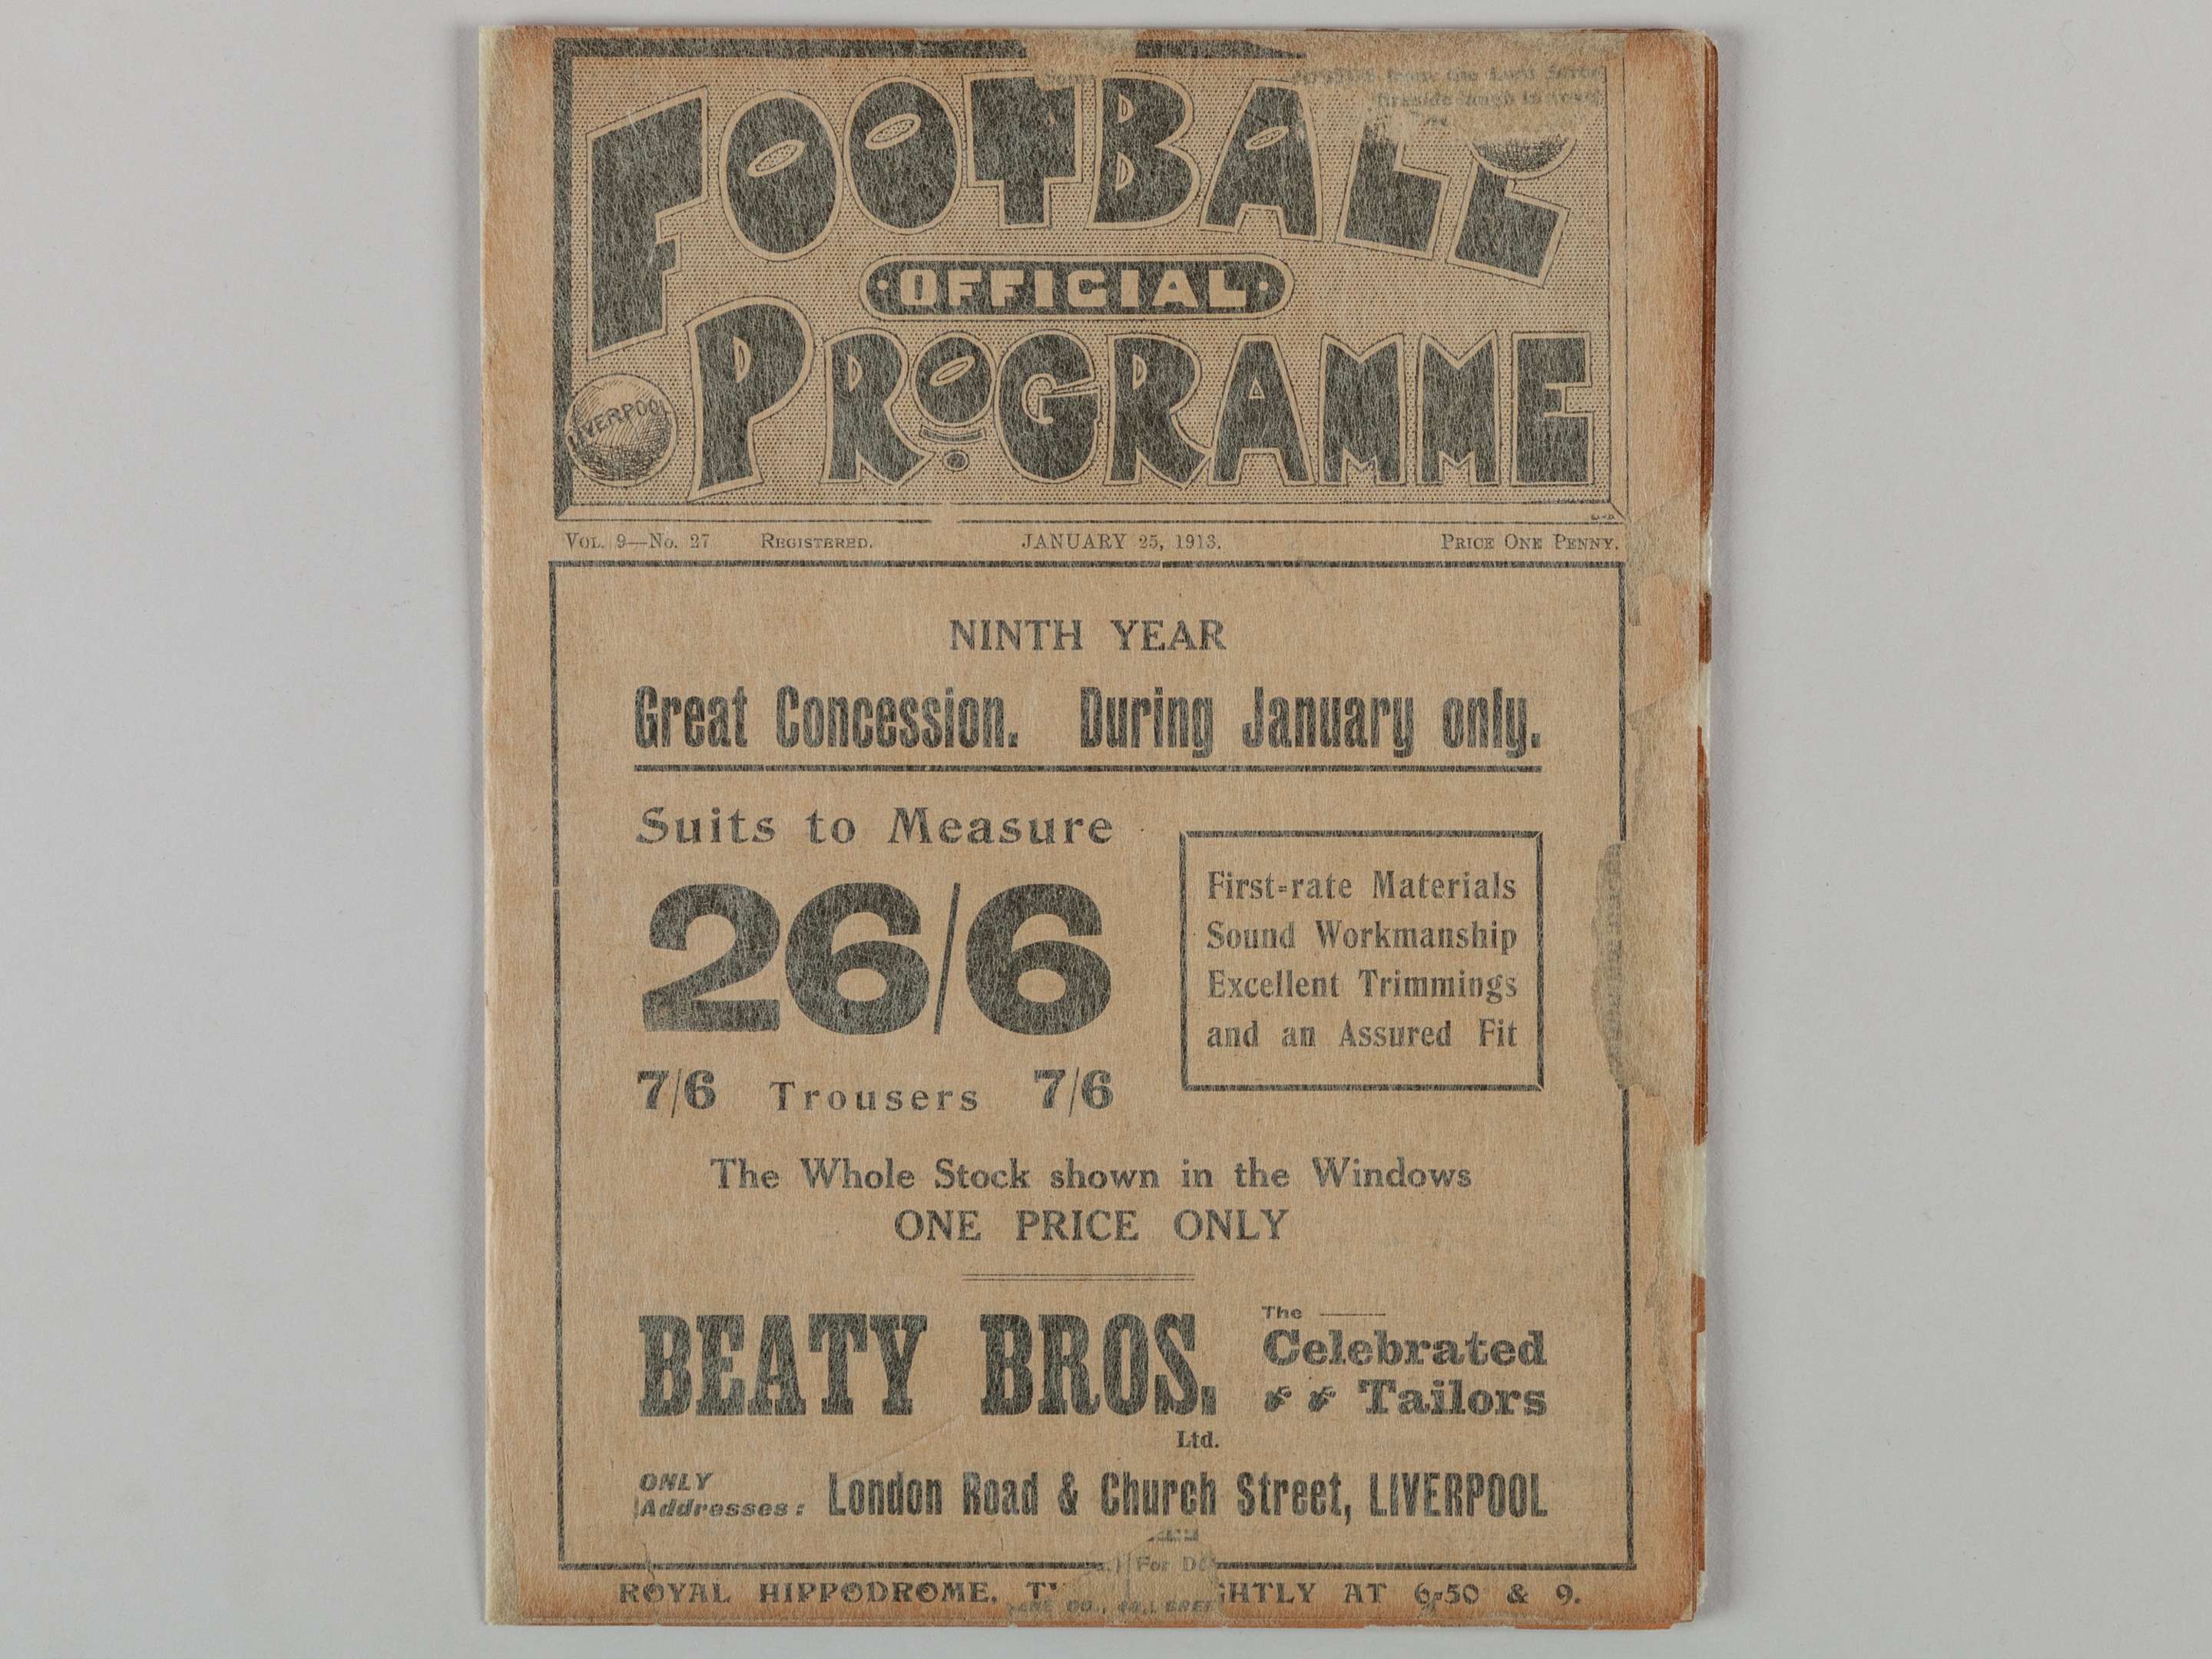 FOOTBALL
OFFICIAL
PROGRAMME
LIVERPOOL
VOL. 9—No. 27 REGISTERED. JANUARY 25, 1913. PRICE ONE PENNY.
NINTH YEAR
Great Concession. During January only.
Suits to Measure
26/6
7/6 Trousers 7/6
First-rate Materials
Sound Workmanship
Excellent Trimmings
and an Assured Fit
The Whole Stock shown in the Windows
ONE PRICE ONLY
BEATY BROS.
Ltd.
The
Celebrated
Tailors
ONLY
Addresses: London Road & Church Street, LIVERPOOL
For
ROYAL HIPPODROME. GHTLY AT 6-50 & 9.